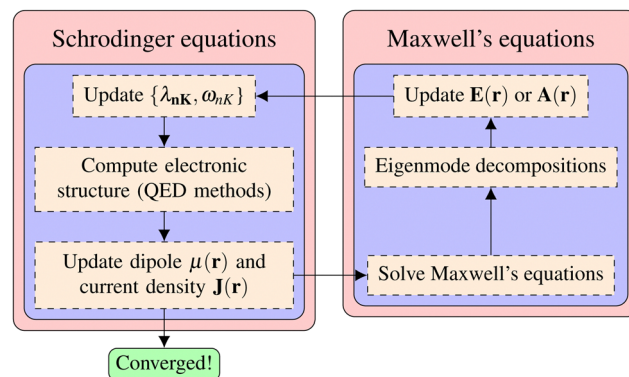 Schrodinger equations
Update {λnK, ωnK}
Compute electronic
structure (QED methods)
Update dipole μ(r) and
current density J(r)
Converged!
Maxwell's equations
Update E(r) or A(r)
Eigenmode decompositions
Solve Maxwell's equations